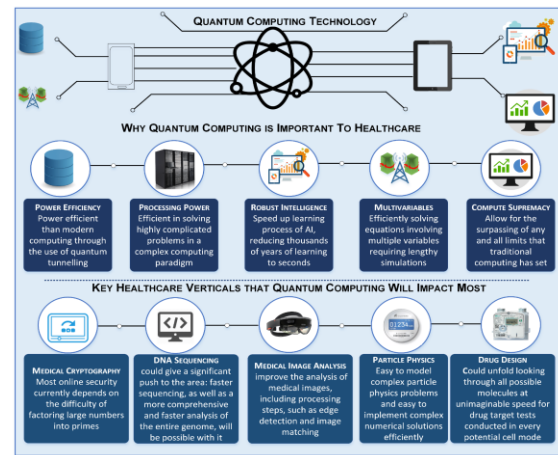 QUANTUM COMPUTING TECHNOLOGY
WHY QUANTUM COMPUTING IS IMPORTANT TO HEALTHCARE
POWER EFFICIENCY
Power efficient
than modern
computing through
the use of quantum
tunnelling
PROCESSING POWER
Efficient in solving
highly complicated
problems in a
complex computing
paradigm
ROBUST INTELLIGENCE
Speed up learning
process of AI,
reducing thousands
of years of learning
to seconds
MULTIVARIABLES
Efficiently solving
equations involving
multiple variables
requiring lengthy
simulations
COMPUTE SUPREMACY
Allow for the
surpassing of any
and all limits that
traditional
computing has set
KEY HEALTHCARE VERTICALS THAT QUANTUM COMPUTING WILL IMPACT MOST
MEDICAL CRYPTOGRAPHY
Most online security
currently depends on
the difficulty of
factoring large numbers
into primes
</>
DNA SEQUENCING
could give a significant
push to the area: faster
sequencing, as well as a
more comprehensive
and faster analysis of
the entire genome, will
be possible with it
MEDICAL IMAGE ANALYSIS
improve the analysis of
medical images,
including processing
steps, such as edge
detection and image
matching
01234
PARTICLE PHYSICS
Easy to model
complex particle
physics problems
and easy to
implement complex
numerical solutions
efficiently
DRUG DESIGN
Could unfold looking
through all possible
molecules at
unimaginable speed for
drug target tests
conducted in every
potential cell mode